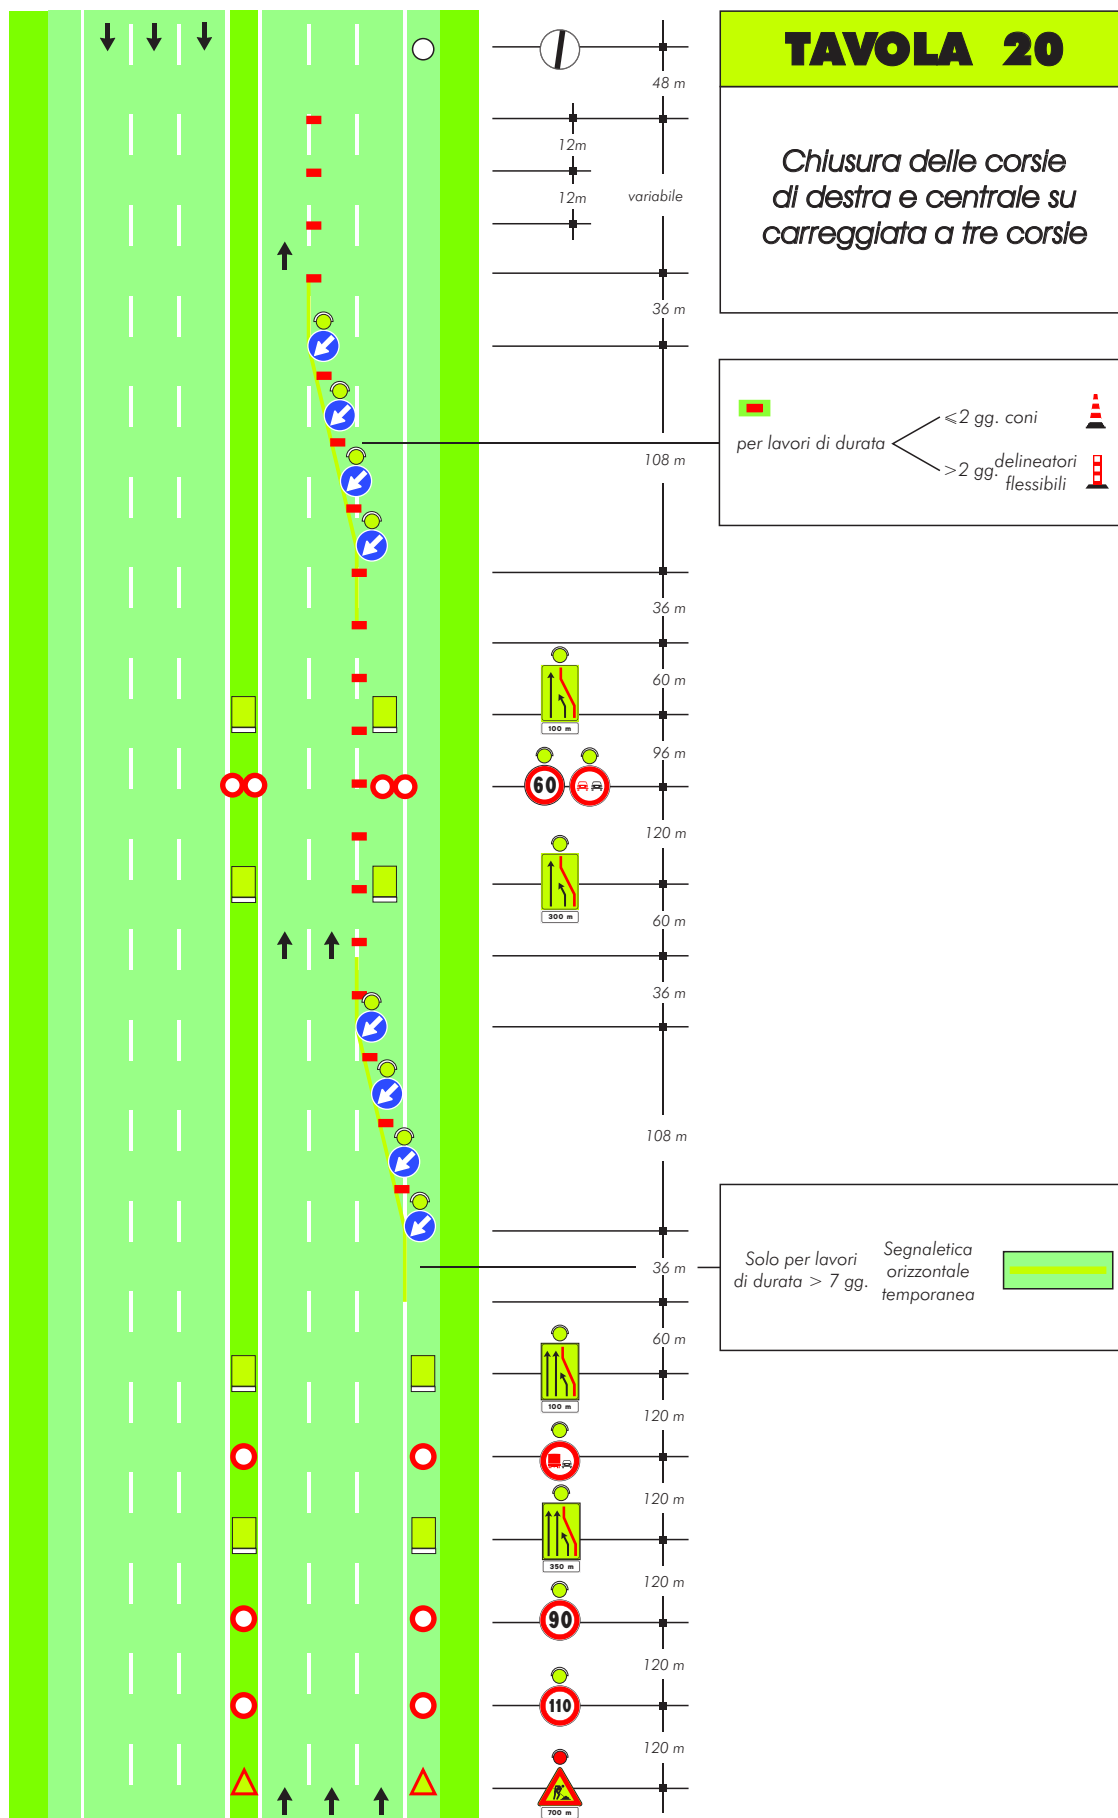 TAVOLA 20
Chiusura delle corsie
di destra e centrale su
carreggiata a tre corsie
48 m
12m
12m
variabile
36 m
108 m
per lavori di durata
⩽2 gg. coni
>2 gg. delineatori
flessibili
36 m
60 m
100 m
96 m
60
120 m
300 m
60 m
36 m
108 m
Solo per lavori
di durata > 7 gg.
Segnaletica
orizzontale
temporanea
36 m
60 m
100 m
120 m
120 m
350 m
120 m
90
120 m
110
120 m
700 m